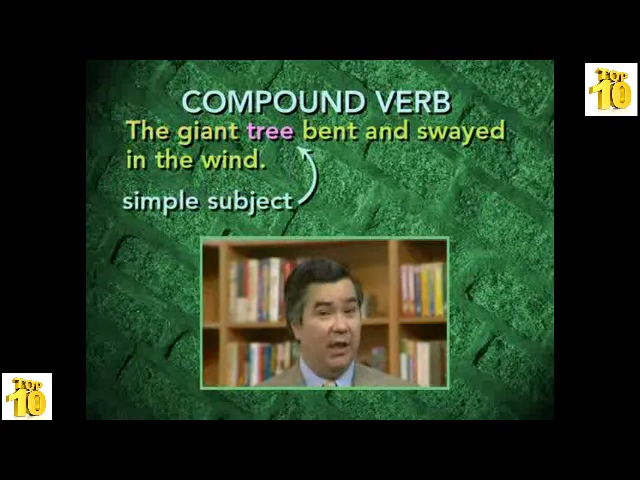 TOP
10
COMPOUND VERB
The giant tree bent and swayed
in the wind.
simple subject
TOP
10